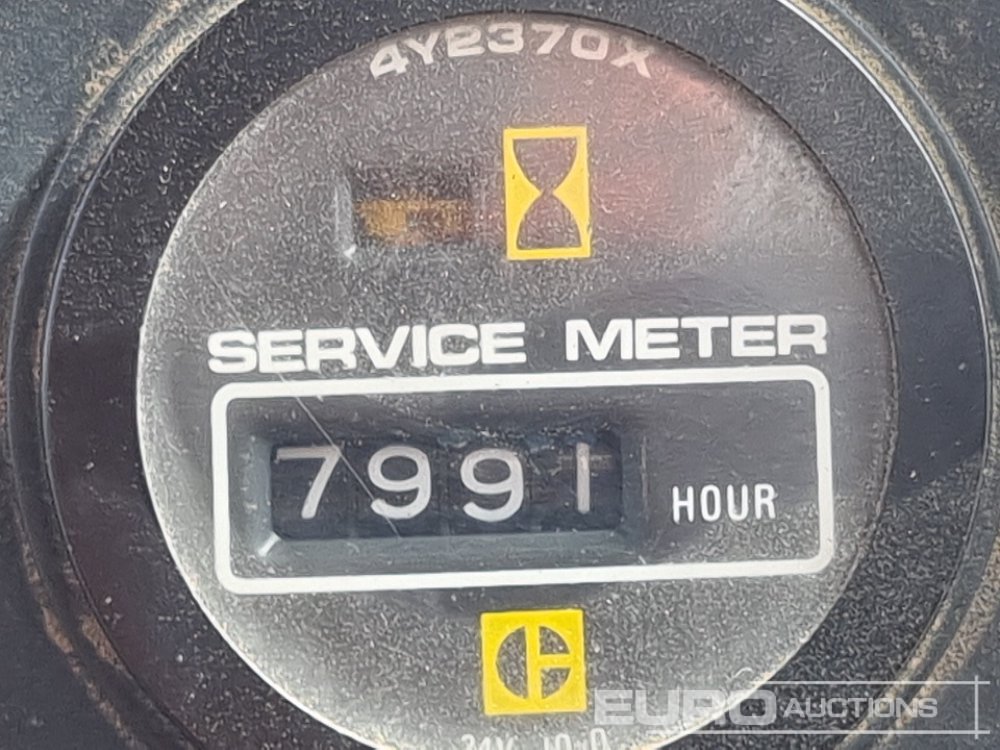 4Y2370X
SERVICE METER
7991 HOUR
EURO AUCTIONS